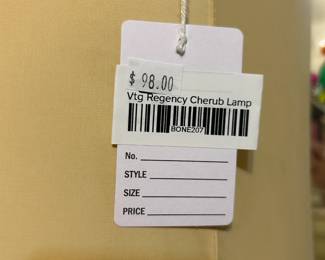 $ 98.00
Vtg Regency Cherub Lamp
BONE207
No.
STYLE
SIZE
PRICE